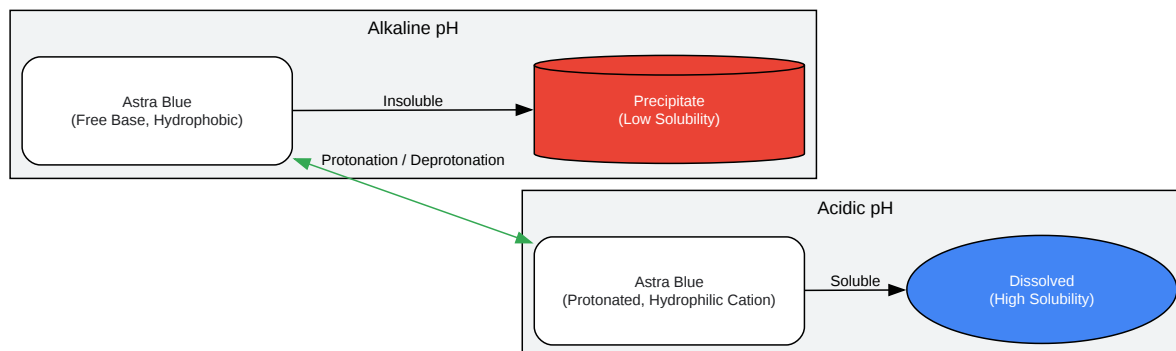 Alkaline pH
Astra Blue
(Free Base, Hydrophobic)
Insoluble
Precipitate
(Low Solubility)
Protonation / Deprotonation
Acidic pH
Astra Blue
(Protonated, Hydrophilic Cation)
Soluble
Dissolved
(High Solubility)